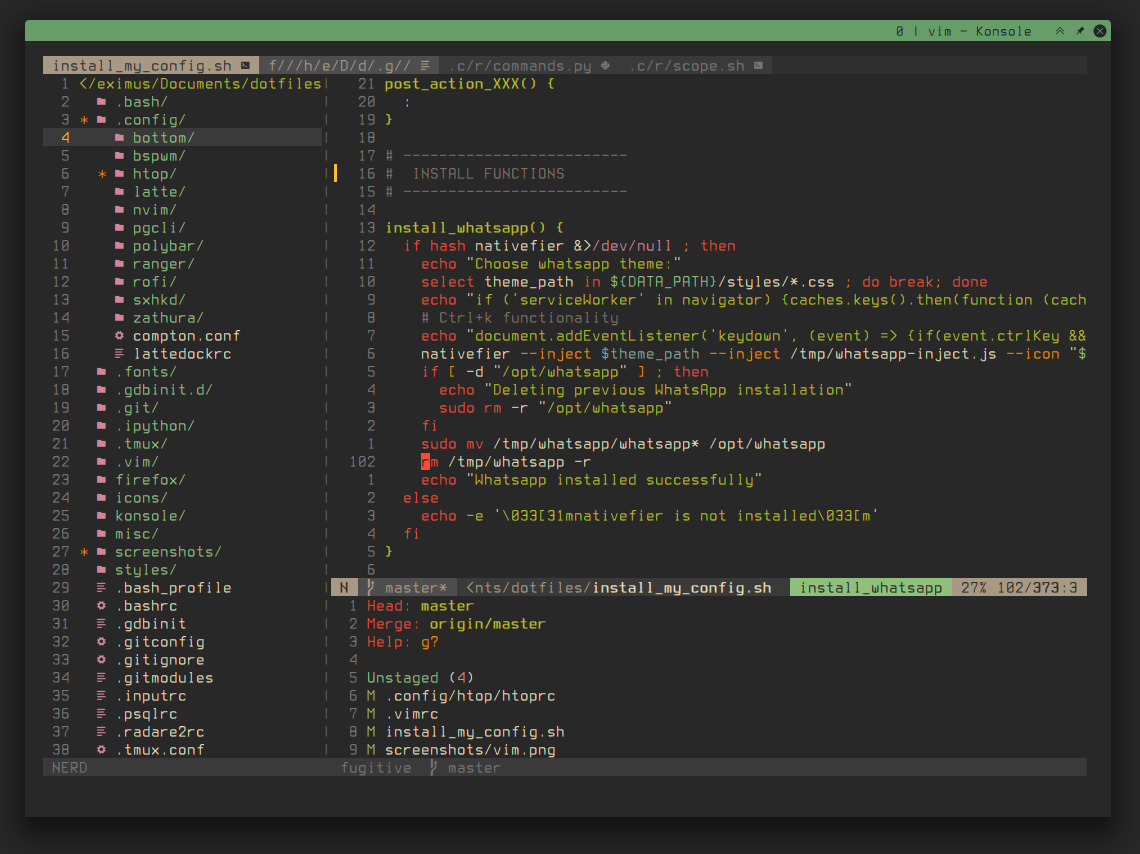 0 | vim - Konsole
install_my_config.sh f///h/e/D/d/.g// .c/r/commands.py .c/r/scope.sh
1 </eximus/Documents/dotfiles
2 .bash/
3 * .config/
4 bottom/
5 bspwm/
6 * htop/
7 latte/
8 nvim/
9 pgcli/
10 polybar/
11 ranger/
12 rofi/
13 sxhkd/
14 zathura/
15 compton.conf
16 lattedockrc
17 .fonts/
18 .gdbinit.d/
19 .git/
20 .ipython/
21 .tmux/
22 .vim/
23 firefox/
24 icons/
25 konsole/
26 misc/
27 * screenshots/
28 styles/
29 .bash_profile
30 .bashrc
31 .gdbinit
32 .gitconfig
33 .gitignore
34 .gitmodules
35 .inputrc
36 .psqlrc
37 .radare2rc
38 .tmux.conf
NERD
21 post_action_XXX() {
20 :
19 }
18
17 # -------------------------
16 # INSTALL FUNCTIONS
15 # -------------------------
14
13 install_whatsapp() {
12 if hash nativefier &>/dev/null ; then
11 echo "Choose whatsapp theme:"
10 select theme_path in ${DATA_PATH}/styles/*.css ; do break; done
9 echo "if ('serviceWorker' in navigator) {caches.keys().then(function (cach
8 # Ctrl+k functionality
7 echo "document.addEventListener('keydown', (event) => {if(event.ctrlKey &&
6 nativefier --inject $theme_path --inject /tmp/whatsapp-inject.js --icon "$
5 if [ -d "/opt/whatsapp" ] ; then
4 echo "Deleting previous WhatsApp installation"
3 sudo rm -r "/opt/whatsapp"
2 fi
1 sudo mv /tmp/whatsapp/whatsapp* /opt/whatsapp
102 rm /tmp/whatsapp -r
1 echo "Whatsapp installed successfully"
2 else
3 echo -e '\033[31mnativefier is not installed\033[m'
4 fi
5 }
6
N master* <nts/dotfiles/install_my_config.sh install_whatsapp 27% 102/373:3
1 Head: master
2 Merge: origin/master
3 Help: g?
4
5 Unstaged (4)
6 M .config/htop/htoprc
7 M .vimrc
8 M install_my_config.sh
9 M screenshots/vim.png
fugitive master